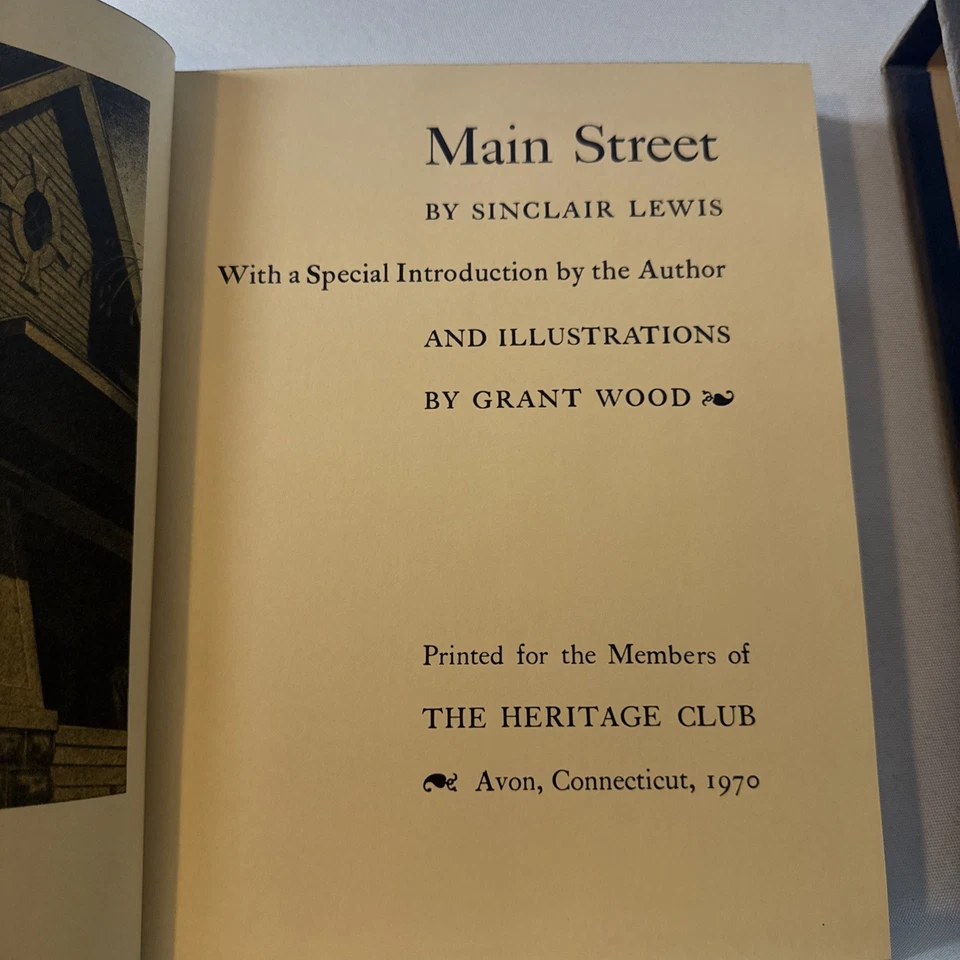 Main Street
BY SINCLAIR LEWIS
With a Special Introduction by the Author
AND ILLUSTRATIONS
BY GRANT WOOD ❧
Printed for the Members of
THE HERITAGE CLUB
☙ Avon, Connecticut, 1970